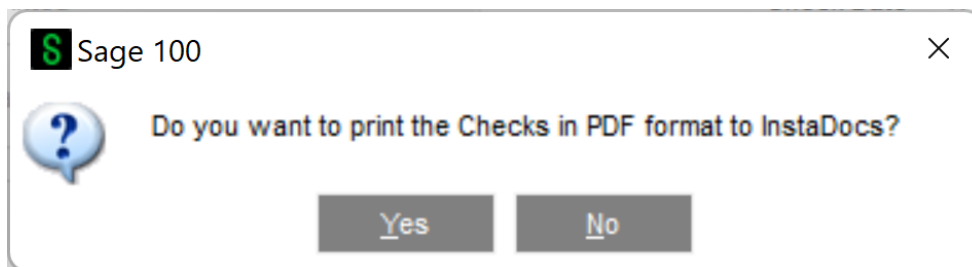 Sage 100
Do you want to print the Checks in PDF format to InstaDocs?
Yes
No